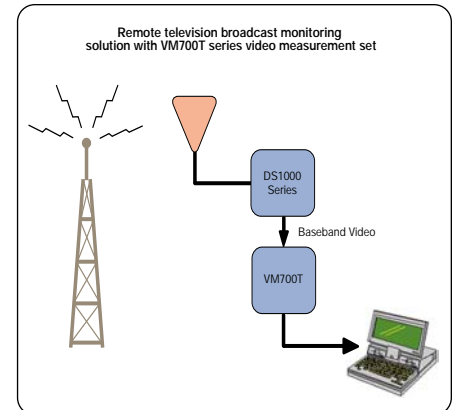 Remote television broadcast monitoring
solution with VM700T series video measurement set
DS1000
Series
Baseband Video
VM700T